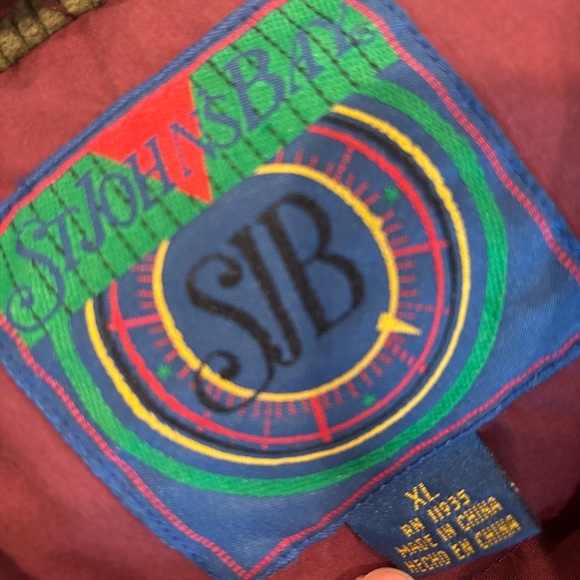 ST JOHN'S BAY
SJB
XL
RN 11935
MADE IN CHINA
HECHO EN CHINA